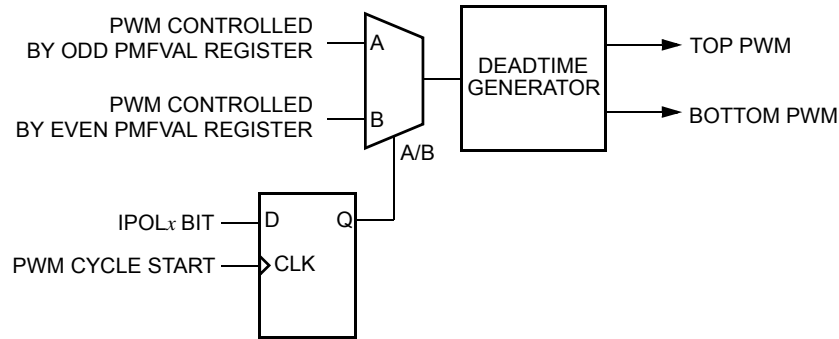 PWM CONTROLLED
BY ODD PMFVAL REGISTER
A
DEADTIME
GENERATOR
TOP PWM
PWM CONTROLLED
BY EVEN PMFVAL REGISTER
B
BOTTOM PWM
A/B
IPOLx BIT
D
Q
PWM CYCLE START
CLK